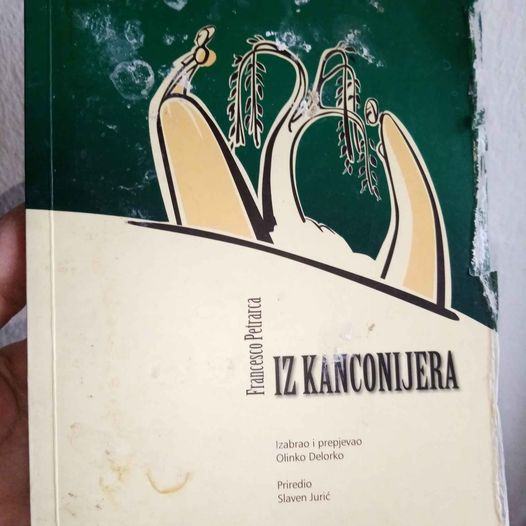 Francesco Petrarca
IZ KANCONIJERA
Izabrao i prepjevao
Olinko Delorko
Priredio
Slaven Jurić